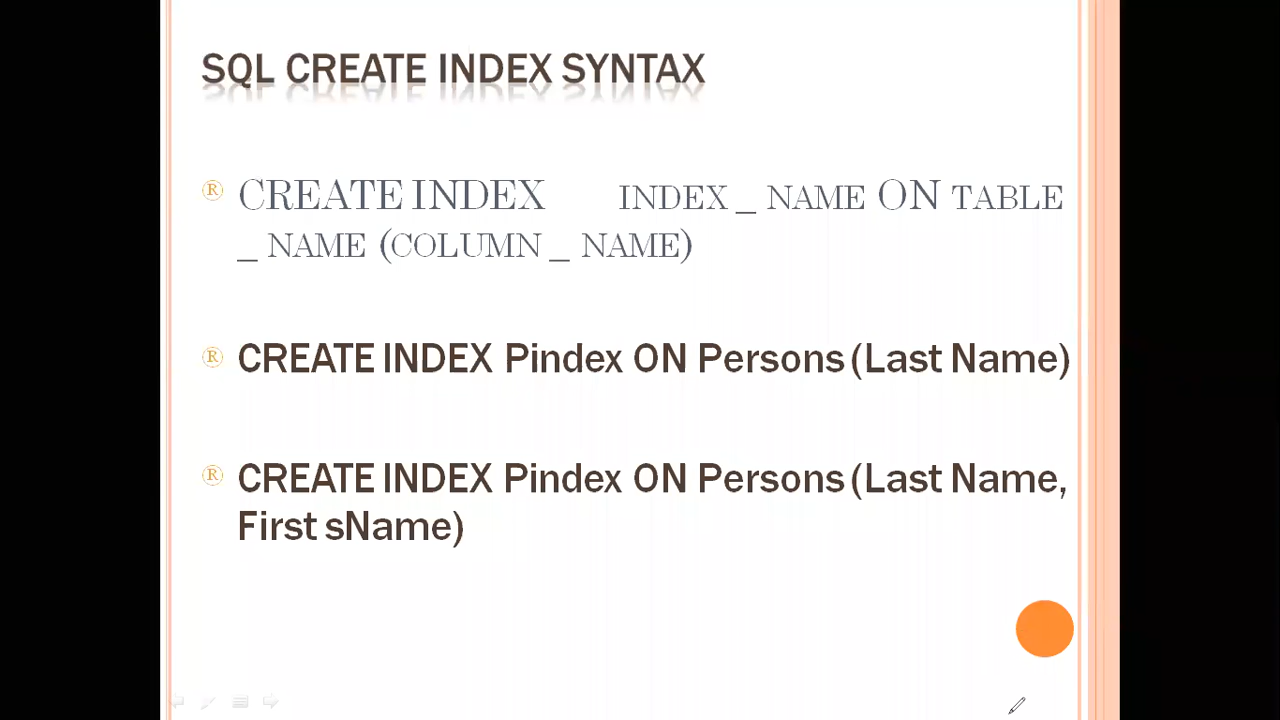 SQL CREATE INDEX SYNTAX
® CREATE INDEX INDEX _ NAME ON TABLE
_ NAME (COLUMN _ NAME)
® CREATE INDEX Pindex ON Persons (Last Name)
® CREATE INDEX Pindex ON Persons (Last Name,
First sName)